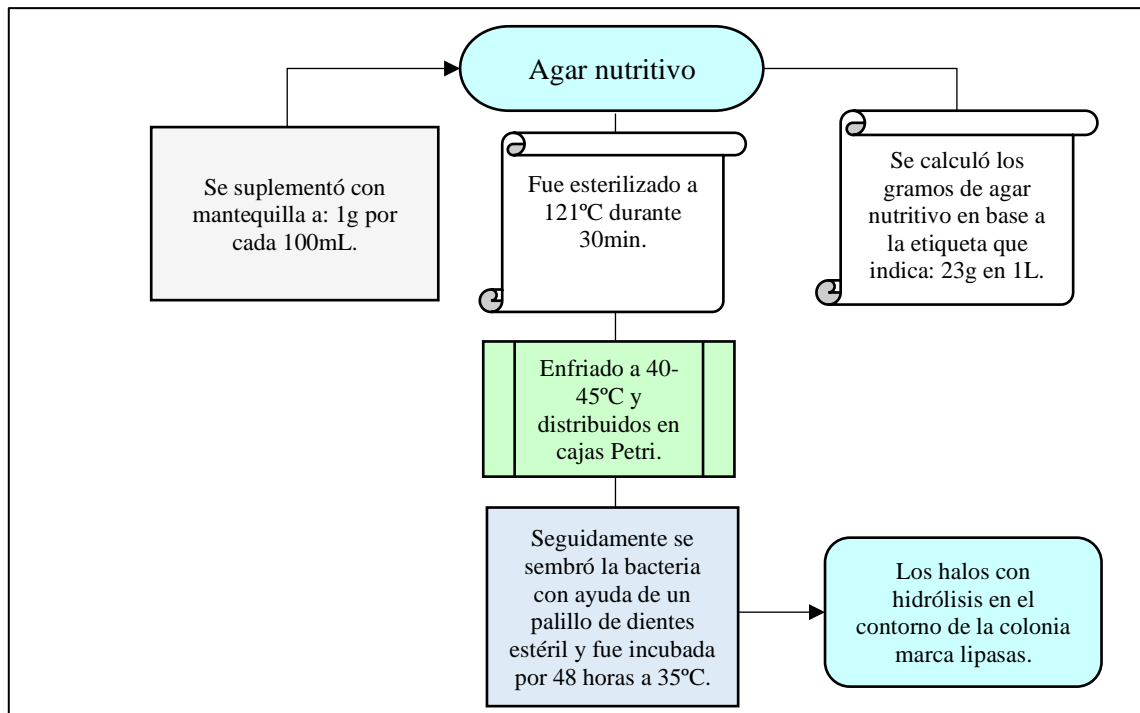 Agar nutritivo
Se suplementó con
mantequilla a: 1g por
cada 100mL.
Fue esterilizado a
121ºC durante
30min.
Se calculó los
gramos de agar
nutritivo en base a
la etiqueta que
indica: 23g en 1L.
Enfriado a 40-
45ºC y
distribuidos en
cajas Petri.
Seguidamente se
sembró la bacteria
con ayuda de un
palillo de dientes
estéril y fue incubada
por 48 horas a 35ºC.
Los halos con
hidrólisis en el
contorno de la colonia
marca lipasas.